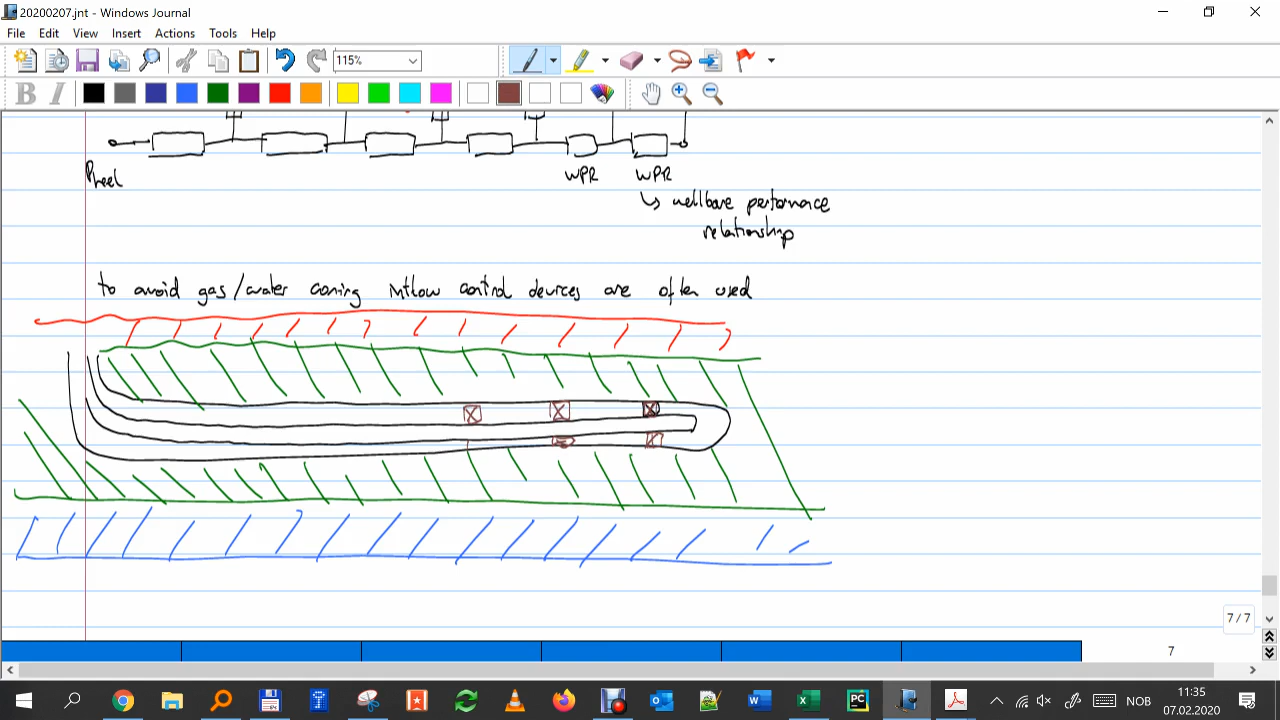 20200207.jnt - Windows Journal
File Edit View Insert Actions Tools Help
115%
Pheel
WPR WPR
↳ wellbore performance
relationship
to avoid gas/water coning inflow control devices are often used
7 / 7
7
NOB
11:35
07.02.2020